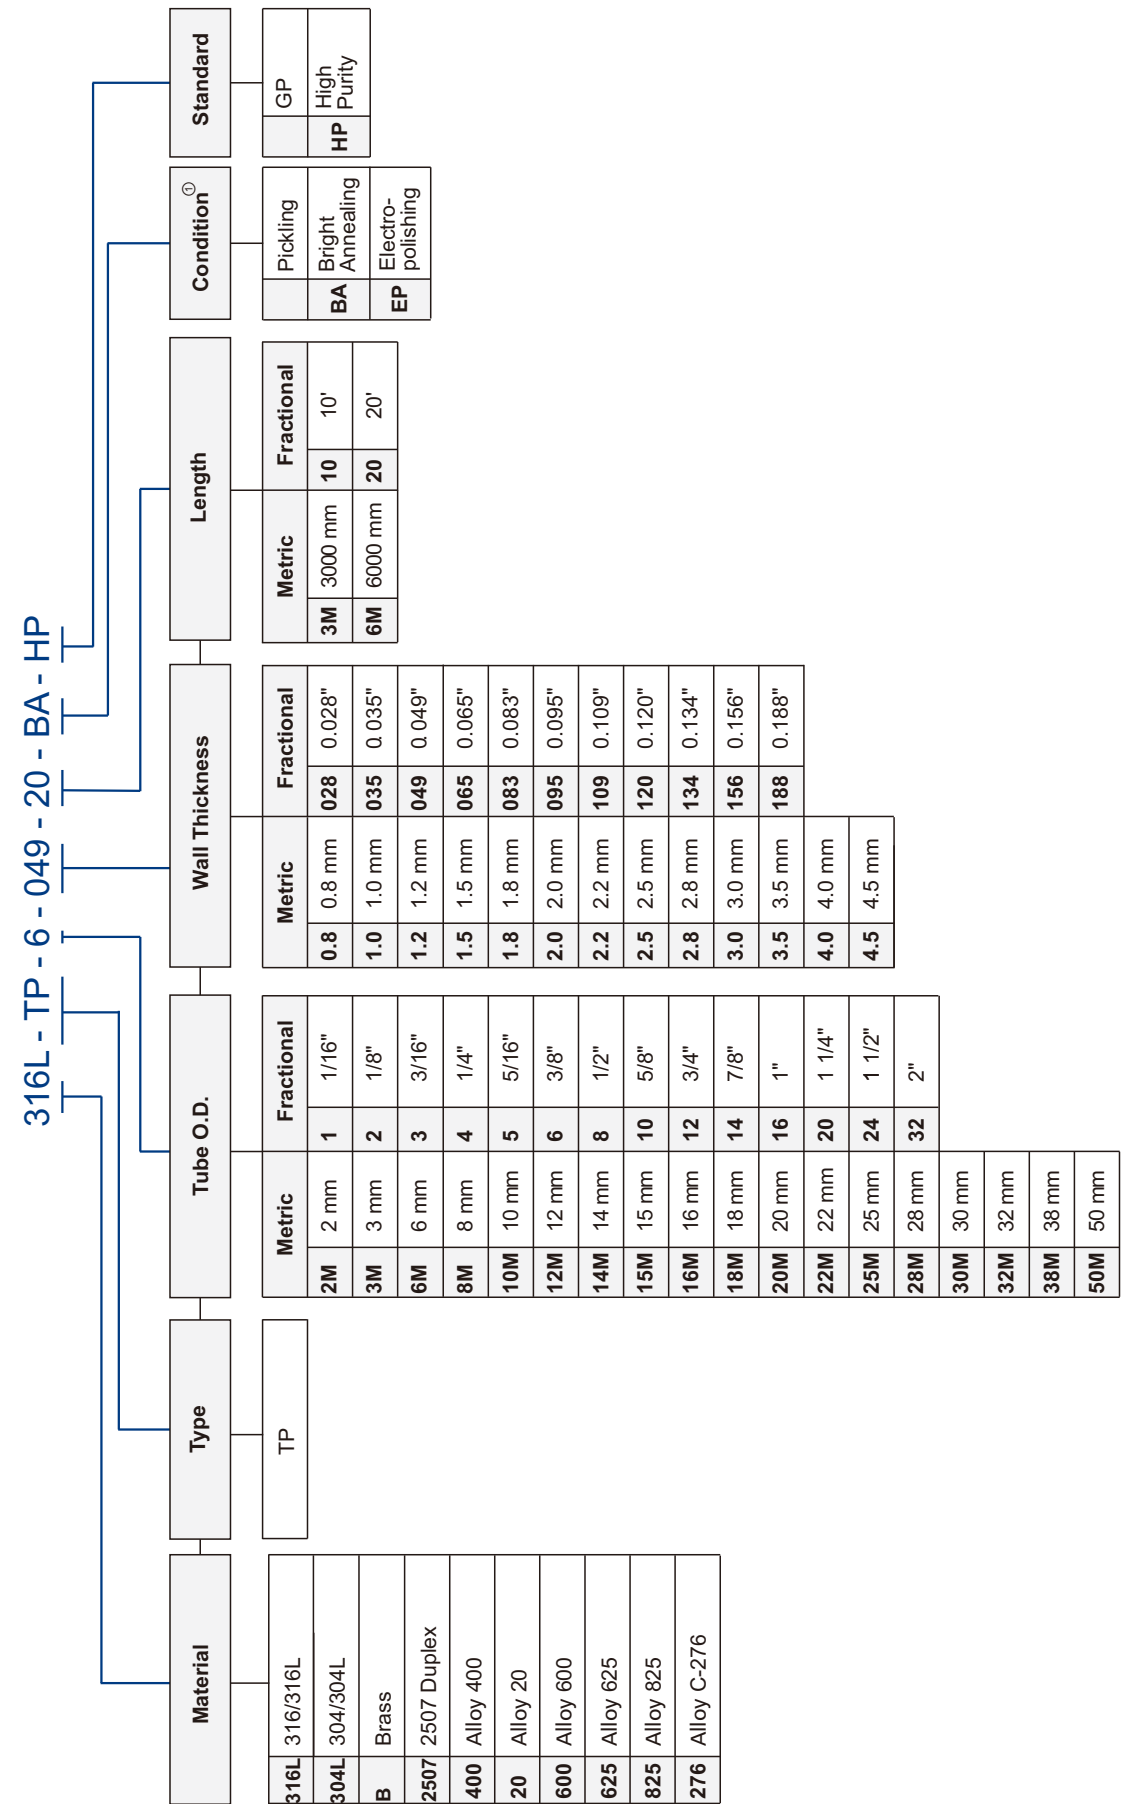 316L - TP - 6 - 049 - 20 - BA - HP
Material
316L 316/316L
304L 304/304L
B Brass
2507 2507 Duplex
400 Alloy 400
20 Alloy 20
600 Alloy 600
625 Alloy 625
825 Alloy 825
276 Alloy C-276
Type
TP
Tube O.D.
Metric Fractional
2M 2 mm 1 1/16"
3M 3 mm 2 1/8"
6M 6 mm 3 3/16"
8M 8 mm 4 1/4"
10M 10 mm 5 5/16"
12M 12 mm 6 3/8"
14M 14 mm 8 1/2"
15M 15 mm 10 5/8"
16M 16 mm 12 3/4"
18M 18 mm 14 7/8"
20M 20 mm 16 1"
22M 22 mm 20 1 1/4"
25M 25 mm 24 1 1/2"
28M 28 mm 32 2"
30M 30 mm
32M 32 mm
38M 38 mm
50M 50 mm
Wall Thickness
Metric Fractional
0.8 0.8 mm 028 0.028"
1.0 1.0 mm 035 0.035"
1.2 1.2 mm 049 0.049"
1.5 1.5 mm 065 0.065"
1.8 1.8 mm 083 0.083"
2.0 2.0 mm 095 0.095"
2.2 2.2 mm 109 0.109"
2.5 2.5 mm 120 0.120"
2.8 2.8 mm 134 0.134"
3.0 3.0 mm 156 0.156"
3.5 3.5 mm 188 0.188"
4.0 4.0 mm
4.5 4.5 mm
Length
Metric Fractional
3M 3000 mm 10 10'
6M 6000 mm 20 20'
Condition①
Pickling
BA Bright
Annealing
EP Electro-
polishing
Standard
GP
HP High
Purity